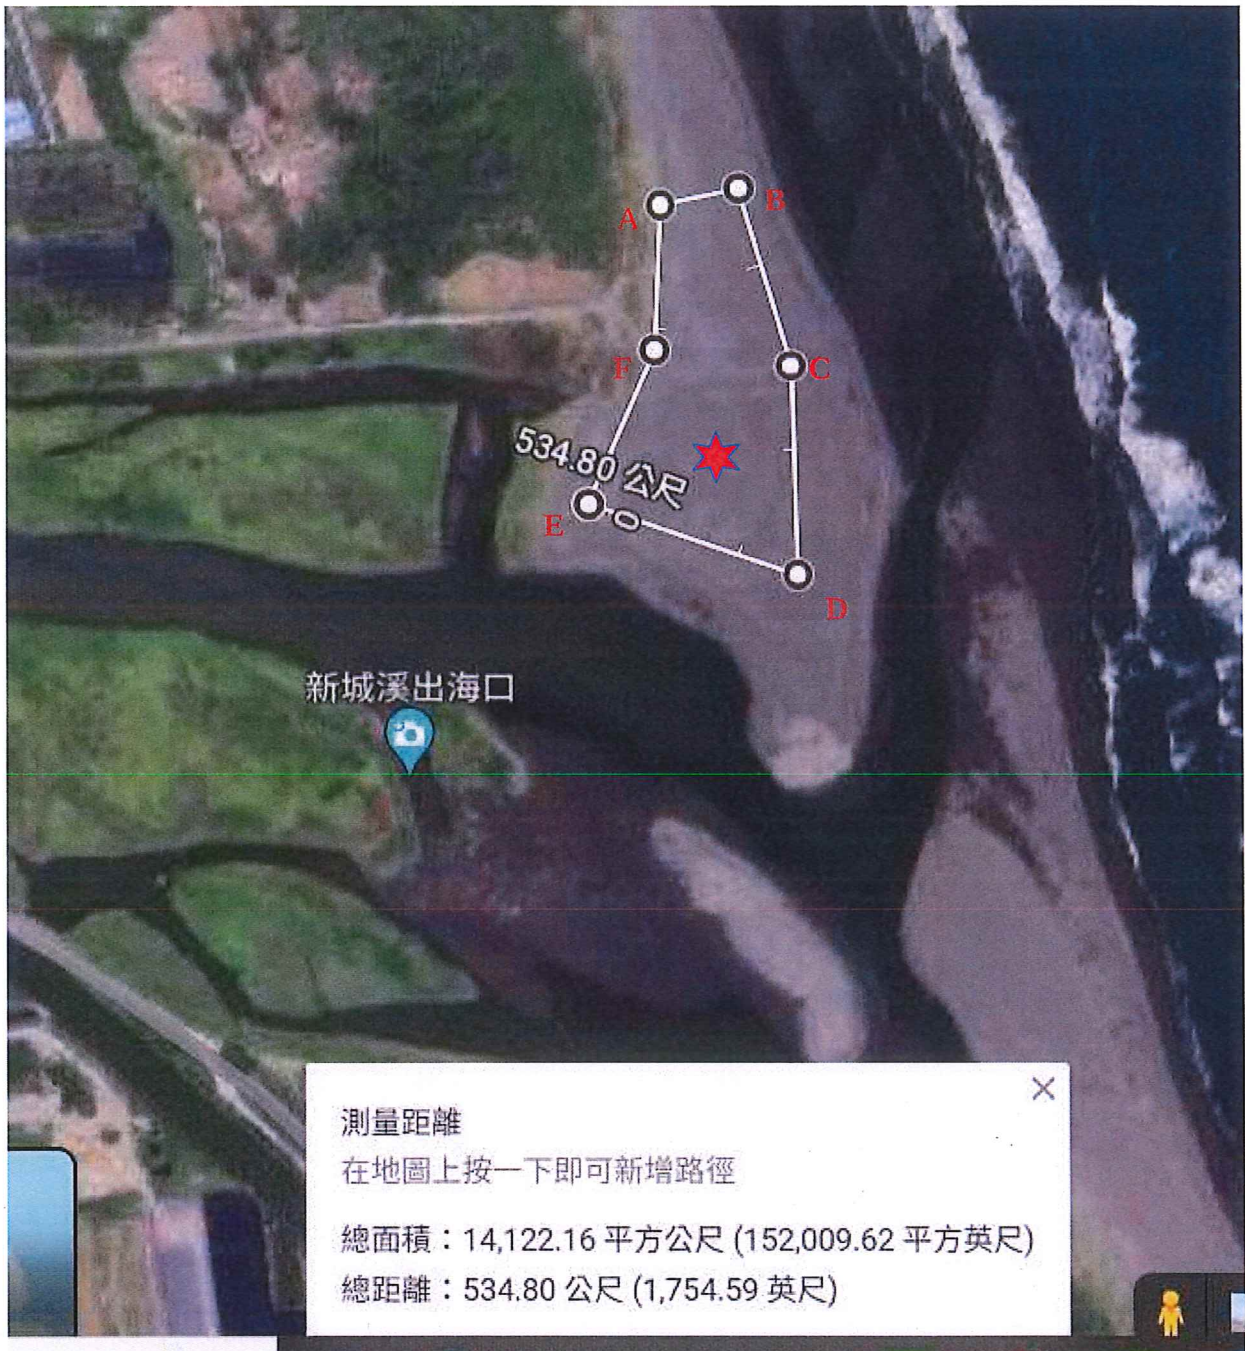 A
B
F
C
534.80 公尺
0
E
D
新城溪出海口
測量距離
在地圖上按一下即可新增路徑
總面積：14,122.16 平方公尺 (152,009.62 平方英尺)
總距離：534.80 公尺 (1,754.59 英尺)